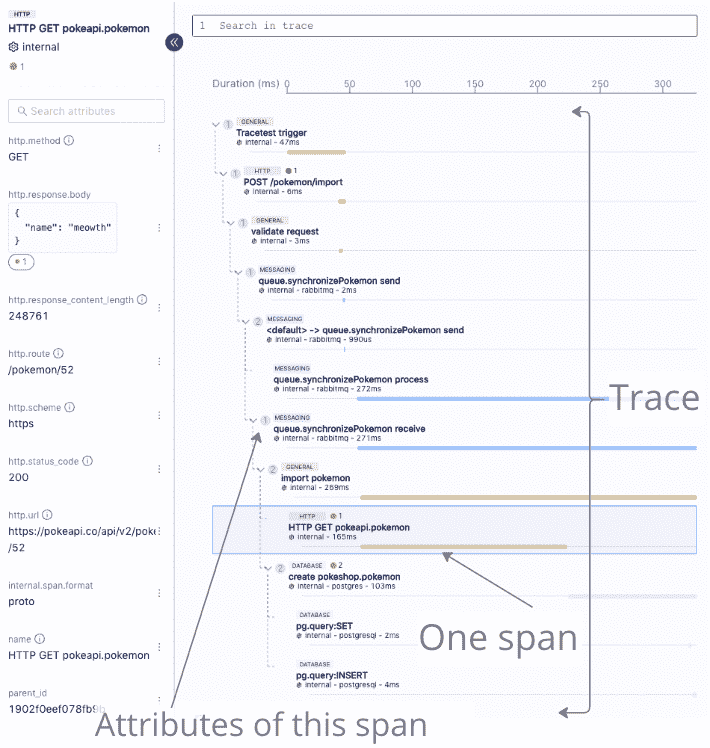 HTTP
HTTP GET pokeapi.pokemon
internal
1
Search attributes
http.method
GET
http.response.body
{
"name": "meowth"
}
1
http.response_content_length
248761
http.route
/pokemon/52
http.scheme
https
http.status_code
200
http.url
https://pokeapi.co/api/v2/poke
/52
internal.span.format
proto
name
HTTP GET pokeapi.pokemon
parent_id
1902f0eef078fb9
1 Search in trace
Duration (ms) 0 50 100 150 200 250 300
1 GENERAL
Tracetest trigger
internal - 47ms
1 HTTP 1
POST /pokemon/import
internal - 6ms
1 GENERAL
validate request
internal - 3ms
1 MESSAGING
queue.synchronizePokemon send
internal - rabbitmq - 2ms
2 MESSAGING
<default> -> queue.synchronizePokemon send
internal - rabbitmq - 990us
MESSAGING
queue.synchronizePokemon process
internal - rabbitmq - 272ms
1 MESSAGING
queue.synchronizePokemon receive
internal - rabbitmq - 271ms
2 GENERAL
import pokemon
internal - 269ms
HTTP 1
HTTP GET pokeapi.pokemon
internal - 165ms
2 DATABASE 2
create pokeshop.pokemon
internal - postgres - 103ms
DATABASE
pg.query:SET
internal - postgresql - 2ms
DATABASE
pg.query:INSERT
internal - postgresql - 4ms
Trace
One span
Attributes of this span